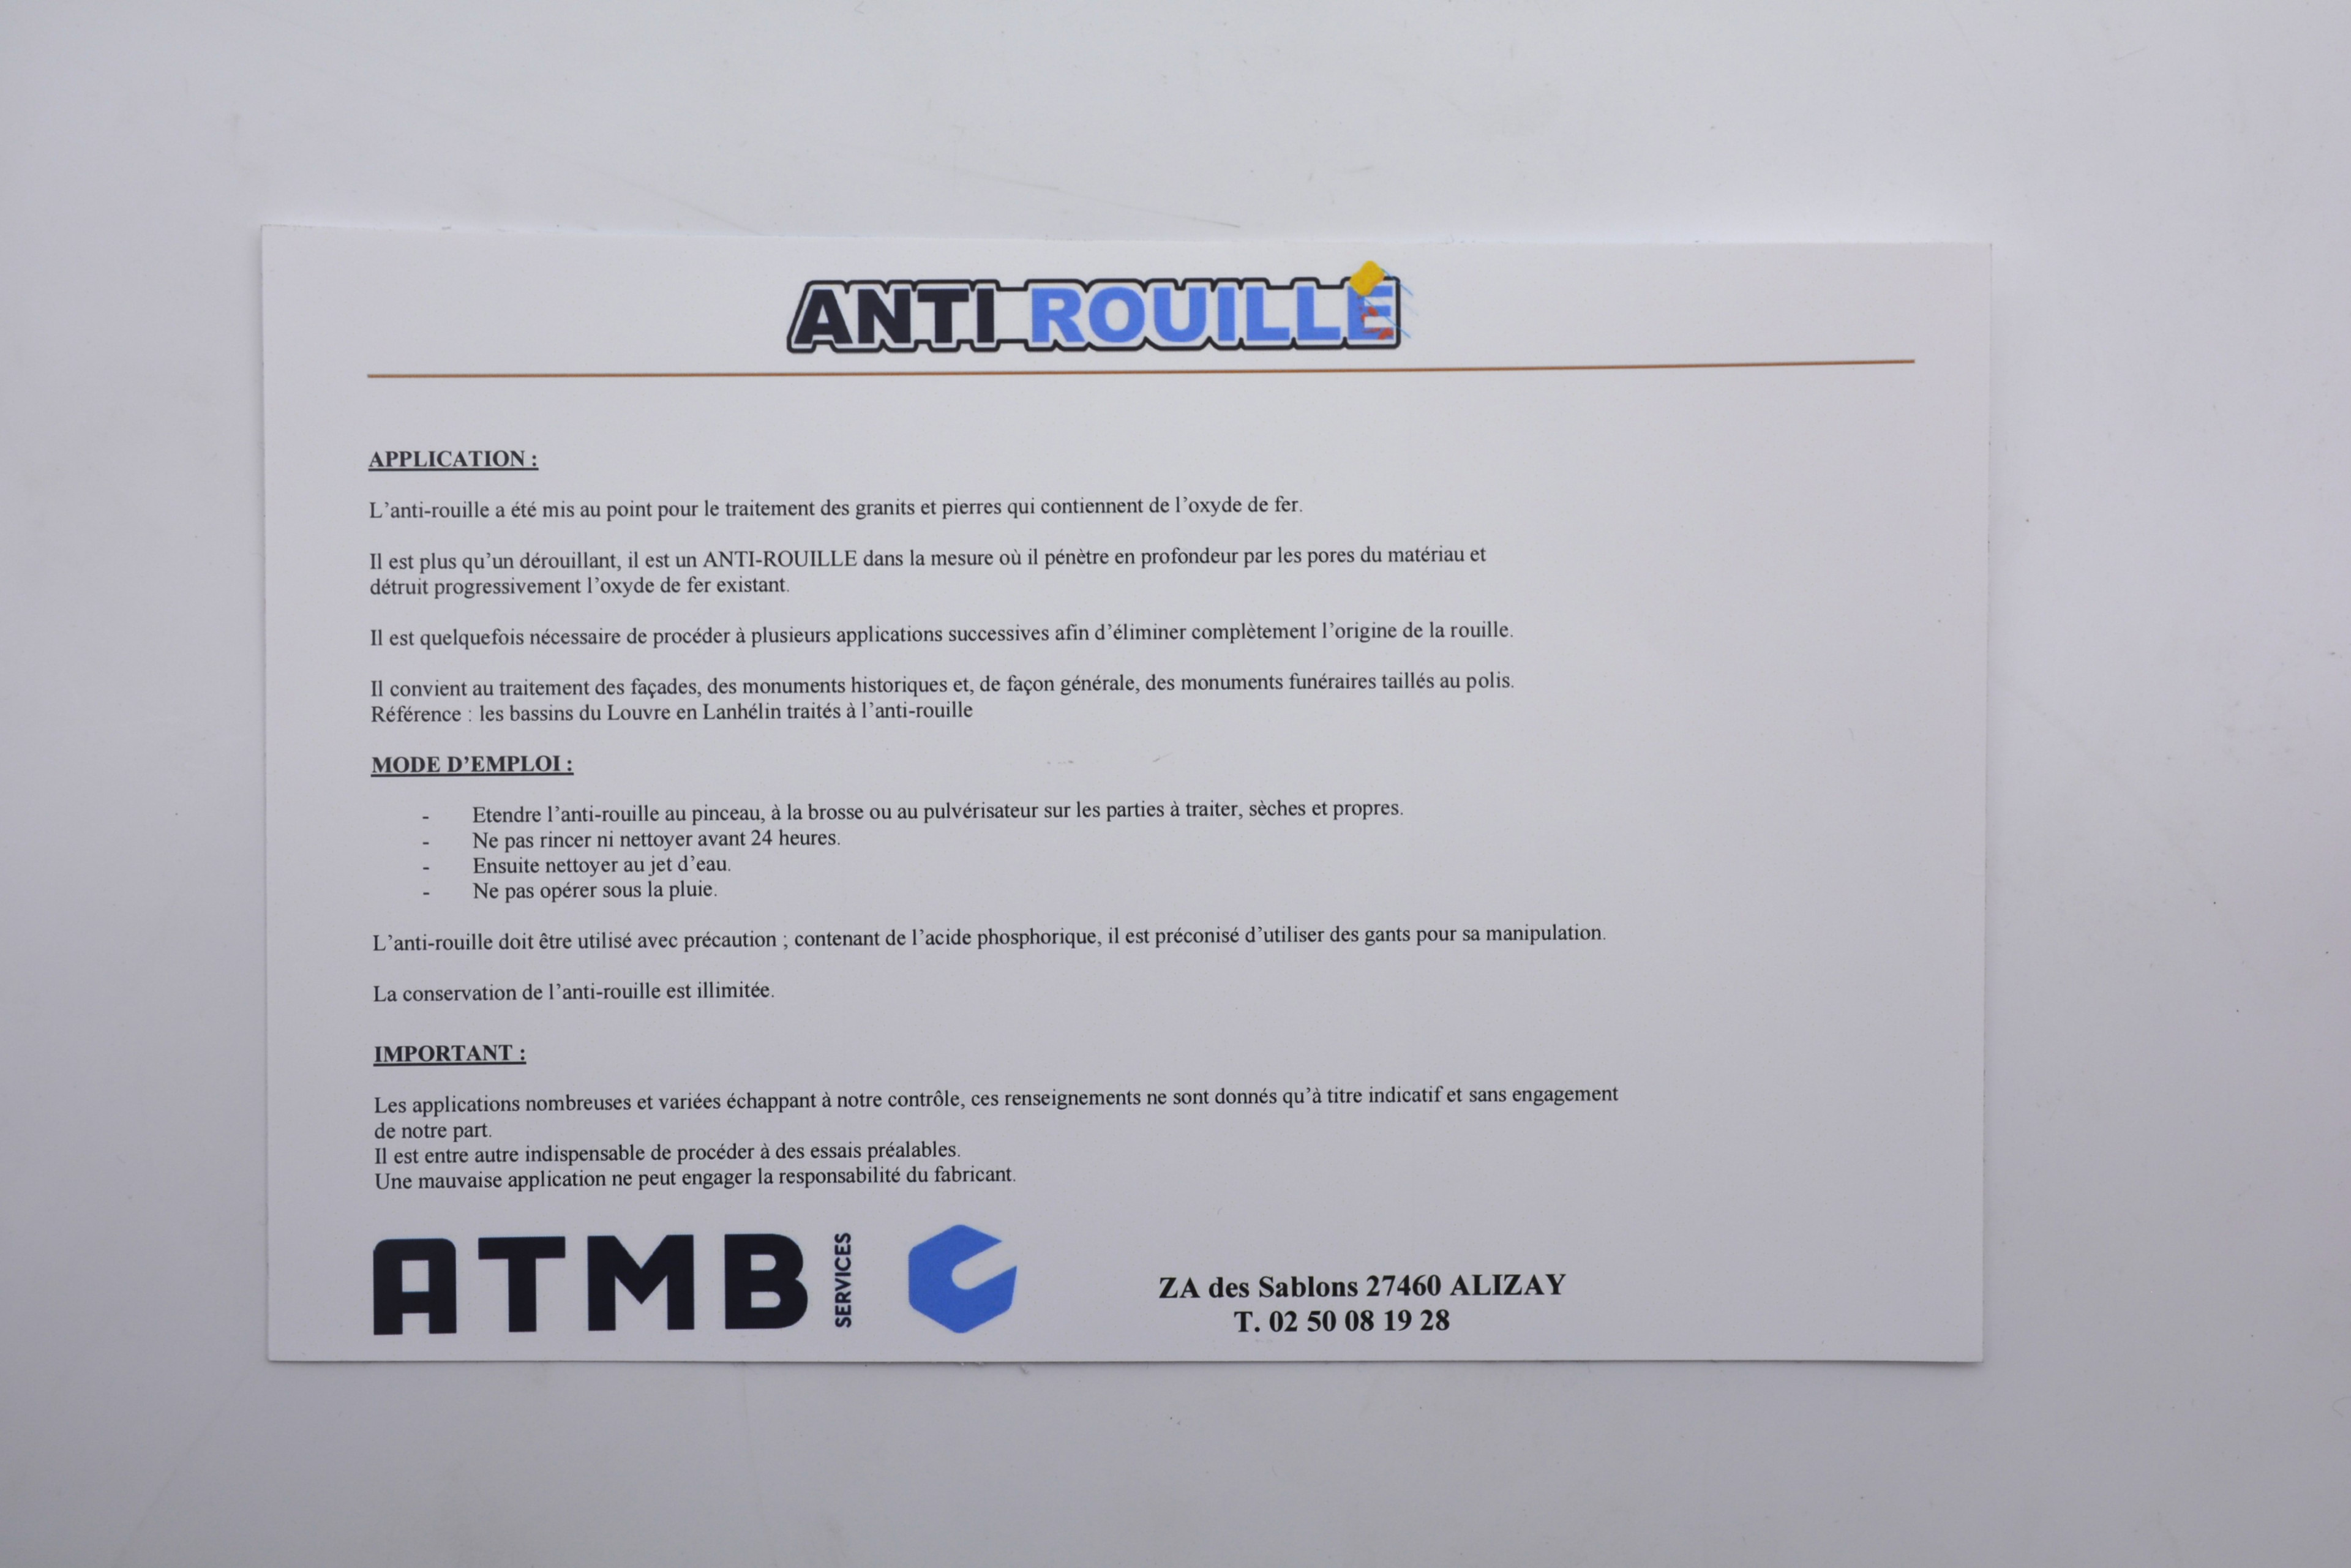 ANTI ROUILLE
APPLICATION :
L’anti-rouille a été mis au point pour le traitement des granits et pierres qui contiennent de l’oxyde de fer.
Il est plus qu’un dérouillant, il est un ANTI-ROUILLE dans la mesure où il pénètre en profondeur par les pores du matériau et
détruit progressivement l’oxyde de fer existant.
Il est quelquefois nécessaire de procéder à plusieurs applications successives afin d’éliminer complètement l’origine de la rouille.
Il convient au traitement des façades, des monuments historiques et, de façon générale, des monuments funéraires taillés au polis.
Référence : les bassins du Louvre en Lanhélin traités à l’anti-rouille
MODE D’EMPLOI :
- Etendre l’anti-rouille au pinceau, à la brosse ou au pulvérisateur sur les parties à traiter, sèches et propres.
- Ne pas rincer ni nettoyer avant 24 heures.
- Ensuite nettoyer au jet d’eau.
- Ne pas opérer sous la pluie.
L’anti-rouille doit être utilisé avec précaution ; contenant de l’acide phosphorique, il est préconisé d’utiliser des gants pour sa manipulation.
La conservation de l’anti-rouille est illimitée.
IMPORTANT :
Les applications nombreuses et variées échappant à notre contrôle, ces renseignements ne sont donnés qu’à titre indicatif et sans engagement
de notre part.
Il est entre autre indispensable de procéder à des essais préalables.
Une mauvaise application ne peut engager la responsabilité du fabricant.
ATMB SERVICES
ZA des Sablons 27460 ALIZAY
T. 02 50 08 19 28